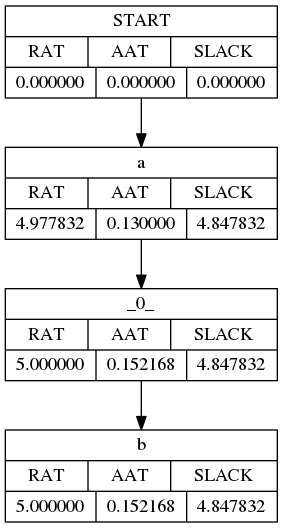 START
RAT AAT SLACK
0.000000 0.000000 0.000000
a
RAT AAT SLACK
4.977832 0.130000 4.847832
_0_
RAT AAT SLACK
5.000000 0.152168 4.847832
b
RAT AAT SLACK
5.000000 0.152168 4.847832